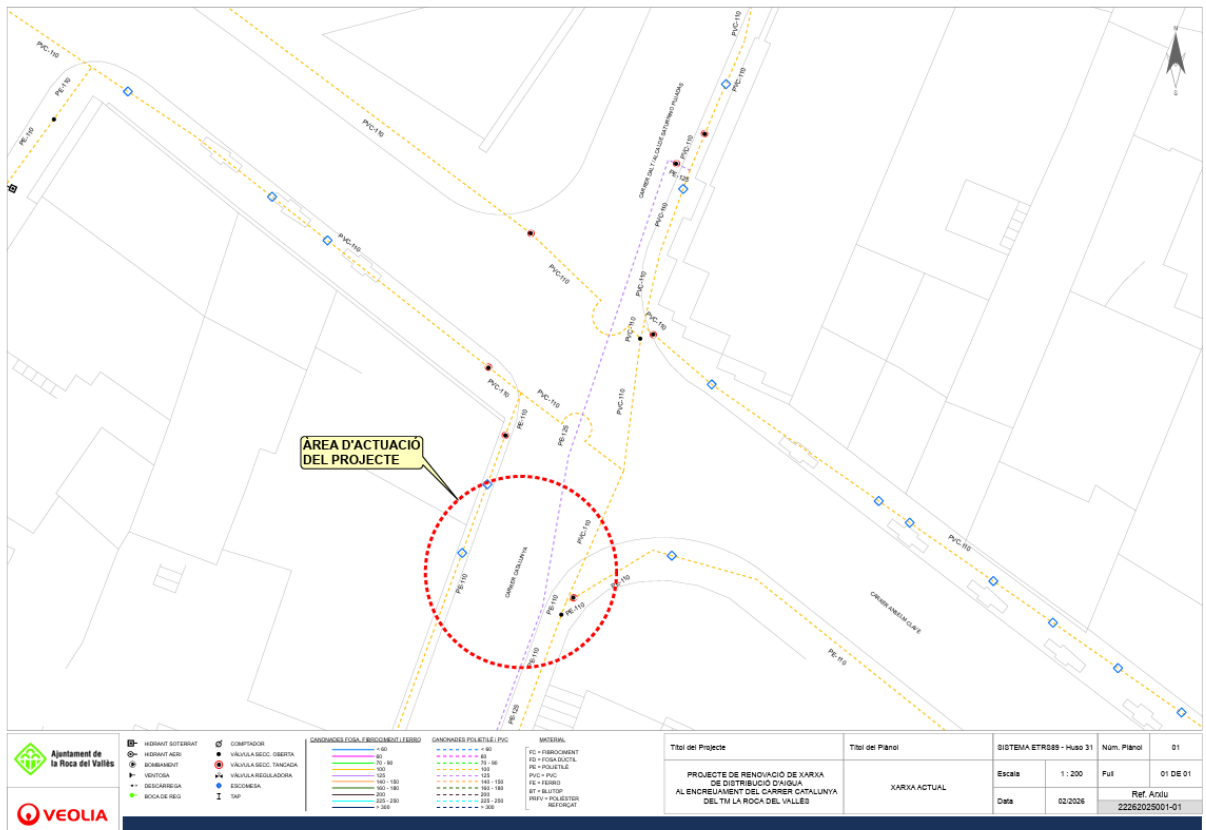 PVC-110
PE-110
PE-110
PVC-110
PVC-110
PVC-110
PVC-110
PVC-110
PE-125
CARRER DALT / ALCALDE SATURNINO PUJADAS
PVC-110
PVC-110
PVC-110
PVC-110
PVC-110
PVC-110
PVC-110
PVC-110
PVC-110
PE-110
PE-125
ÀREA D'ACTUACIÓ
DEL PROJECTE
PVC-110
CARRER CATALUNYA
PE-110
PE-110
PE-110
PE-110
PE-110
PE-125
PVC-110
CARRER ANSELM CLAVE
PE-110
N
Ajuntament de
la Roca del Vallès
VEOLIA
HIDRANT SOTERRAT
HIDRANT AERI
BOMBAMENT
VENTOSA
DESCÀRREGA
BOCA DE REG
COMPTADOR
VÀLVULA SECC. OBERTA
VÀLVULA SECC. TANCADA
VÀLVULA REGULADORA
ESCOMESA
TAP
CANONADES FOSA, FIBROCIMENT I FERRO
< 60
80
70 - 90
100
125
140 - 150
160 - 180
200
225 - 250
> 300
CANONADES POLIETILÈ I PVC
< 60
80
70 - 90
100
125
140 - 150
160 - 180
200
225 - 250
> 300
MATERIAL
FC = FIBROCIMENT
FD = FOSA DÚCTIL
PE = POLIETILÈ
PVC = PVC
FE = FERRO
BT = BLUTOP
PRFV = POLIÈSTER
REFORÇAT
Títol del Projecte
PROJECTE DE RENOVACIÓ DE XARXA
DE DISTRIBUCIÓ D'AIGUA
AL ENCREUAMENT DEL CARRER CATALUNYA
DEL TM LA ROCA DEL VALLÈS
Títol del Plànol
XARXA ACTUAL
SISTEMA ETRS89 - Huso 31
Núm. Plànol
01
Escala
1 : 200
Full
01 DE 01
Data
02/2026
Ref. Arxiu
22262025001-01